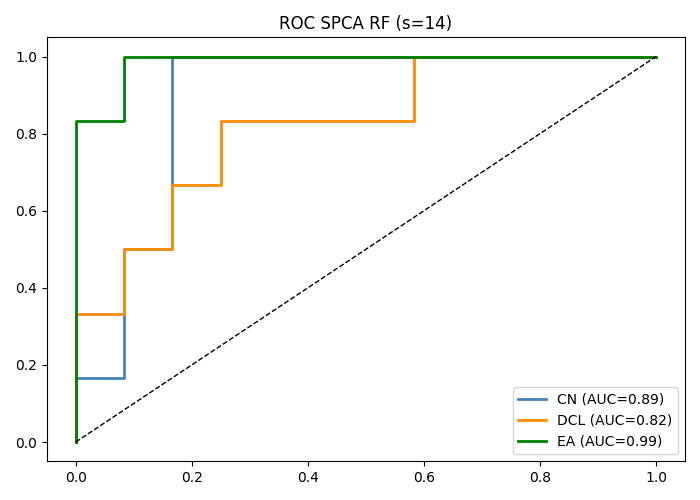 ROC SPCA RF (s=14)
1.0
0.8
0.6
0.4
0.2
0.0
0.0 0.2 0.4 0.6 0.8 1.0
CN (AUC=0.89)
DCL (AUC=0.82)
EA (AUC=0.99)